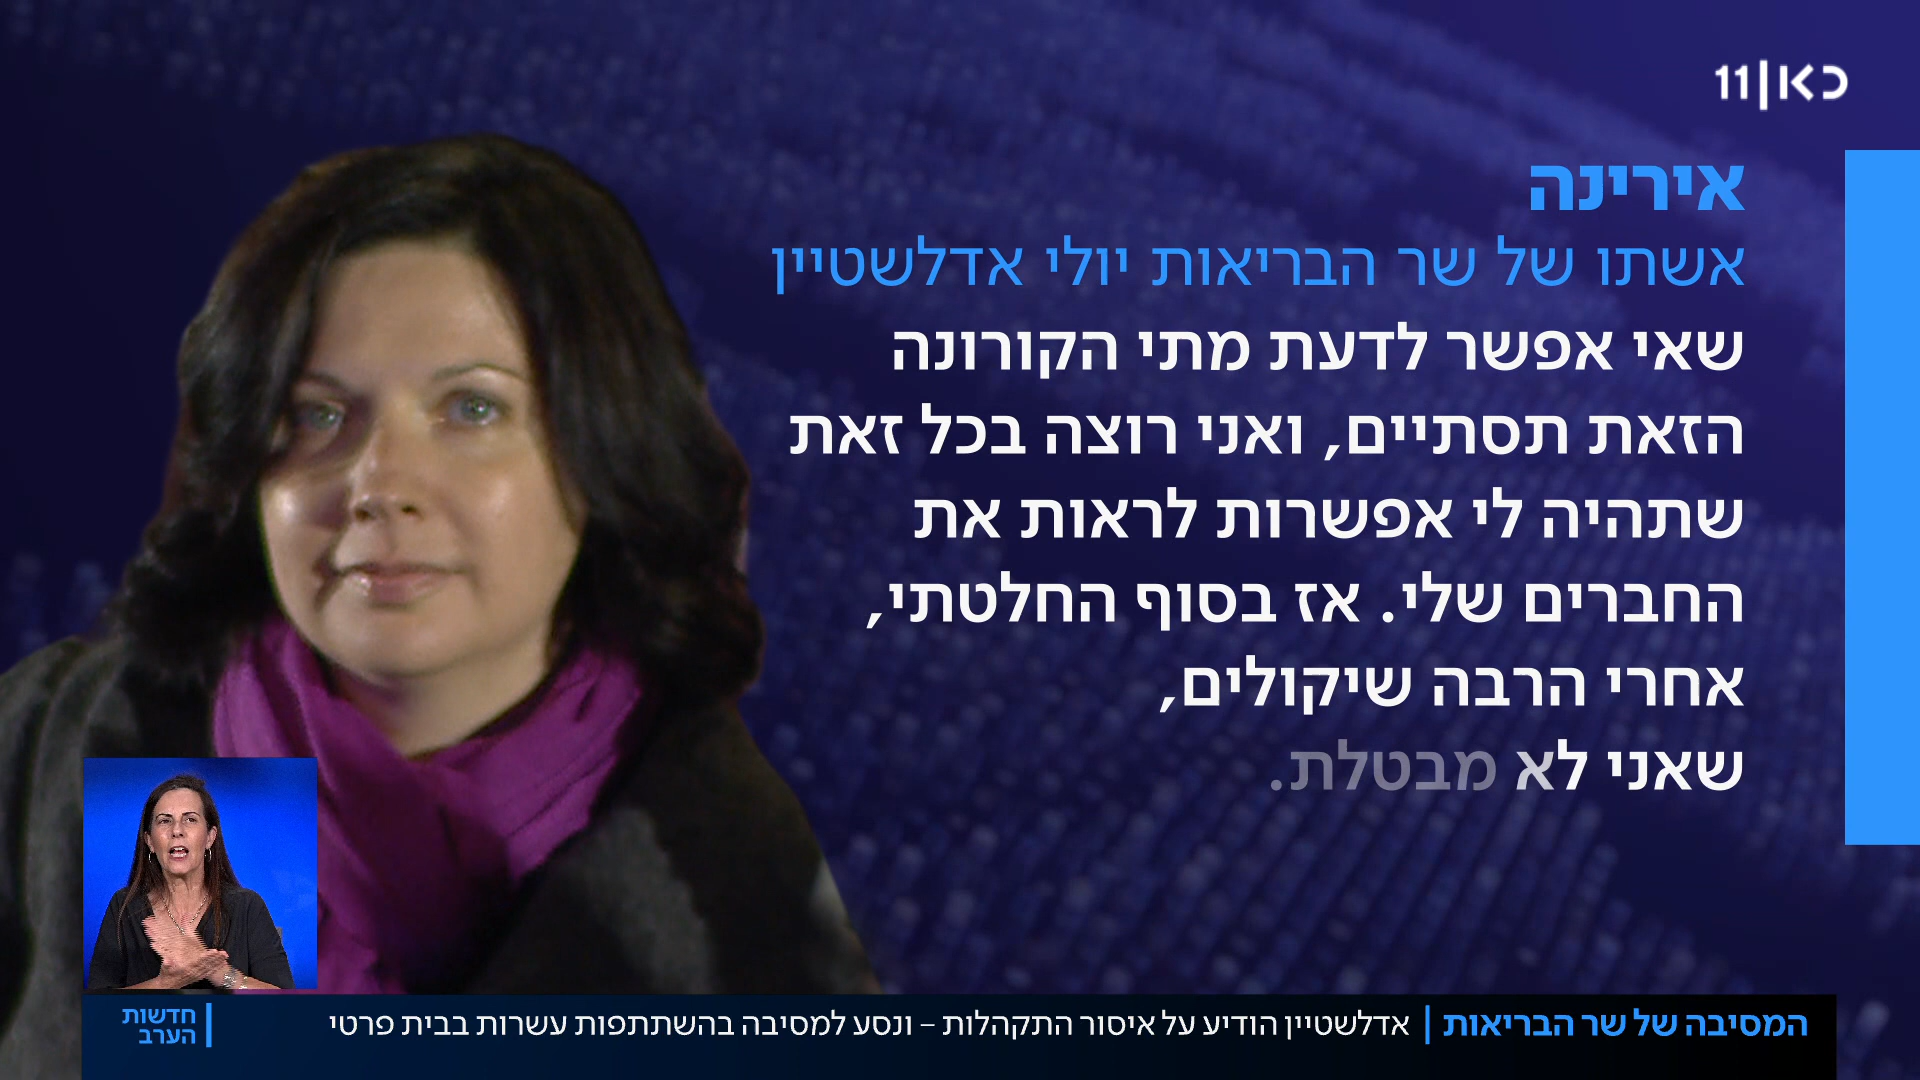 כאן|11
אירינה
אשתו של שר הבריאות יולי אדלשטיין
שאי אפשר לדעת מתי הקורונה
הזאת תסתיים, ואני רוצה בכל זאת
שתהיה לי אפשרות לראות את
החברים שלי. אז בסוף החלטתי,
אחרי הרבה שיקולים,
שאני לא מבטלת.
המסיבה של שר הבריאות | אדלשטיין הודיע על איסור התקהלות – ונסע למסיבה בהשתתפות עשרות בבית פרטי
חדשות
הערב